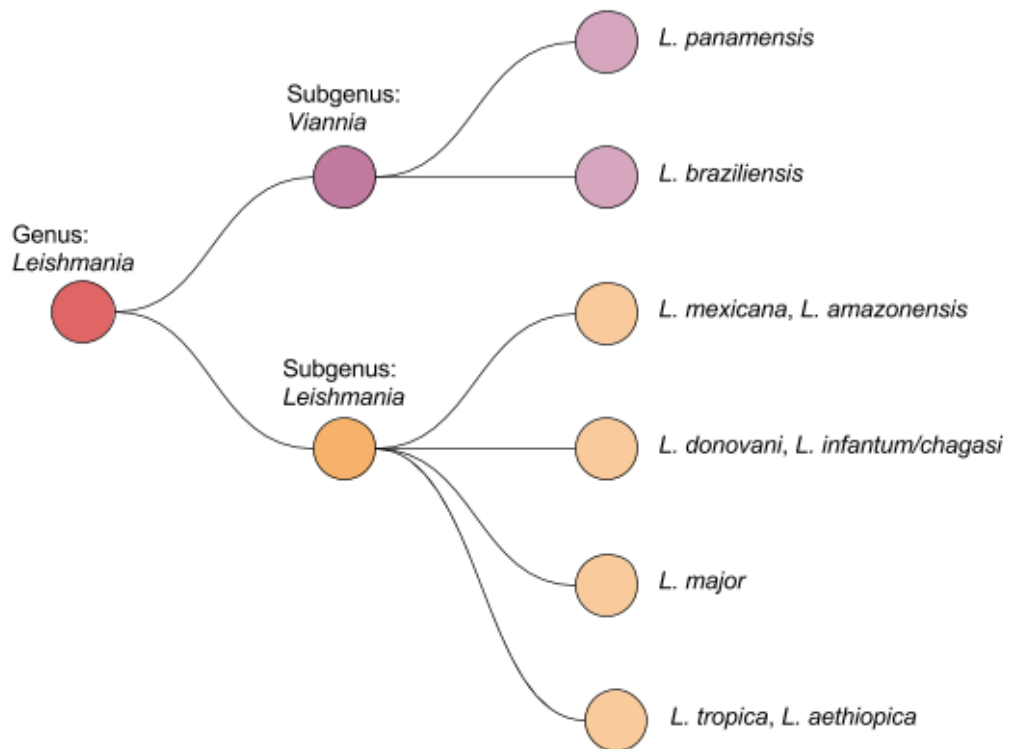 L. panamensis
Subgenus:
Viannia
L. braziliensis
Genus:
Leishmania
L. mexicana, L. amazonensis
Subgenus:
Leishmania
L. donovani, L. infantum/chagasi
L. major
L. tropica, L. aethiopica